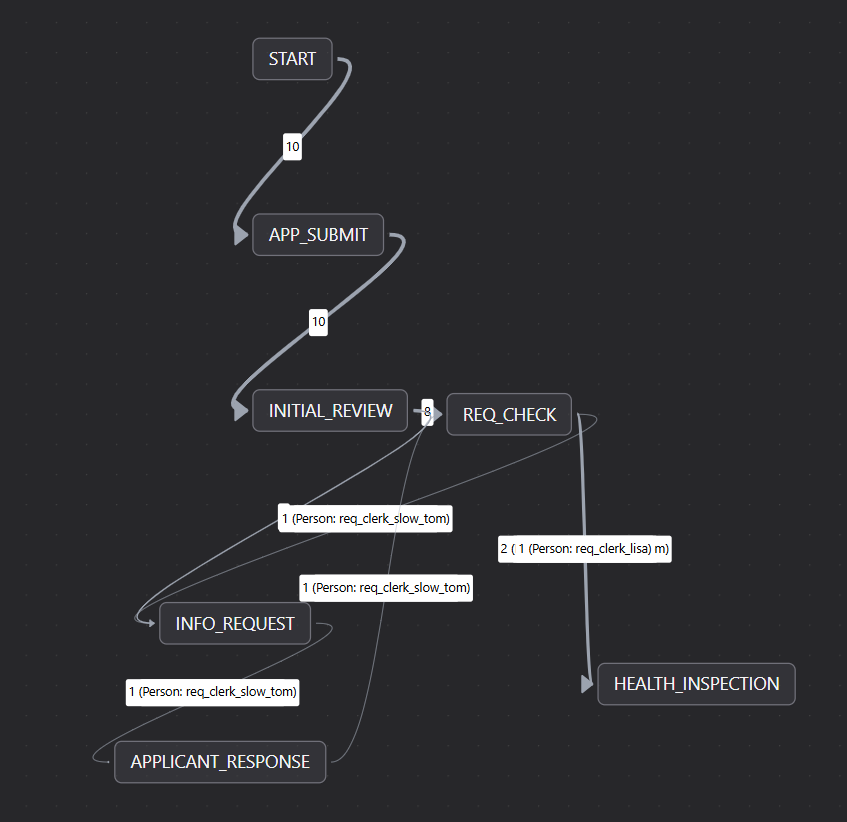 START
10
APP_SUBMIT
10
INITIAL_REVIEW
8
REQ_CHECK
1 (Person: req_clerk_slow_tom)
2 ( 1 (Person: req_clerk_lisa) m)
1 (Person: req_clerk_slow_tom)
INFO_REQUEST
HEALTH_INSPECTION
1 (Person: req_clerk_slow_tom)
APPLICANT_RESPONSE